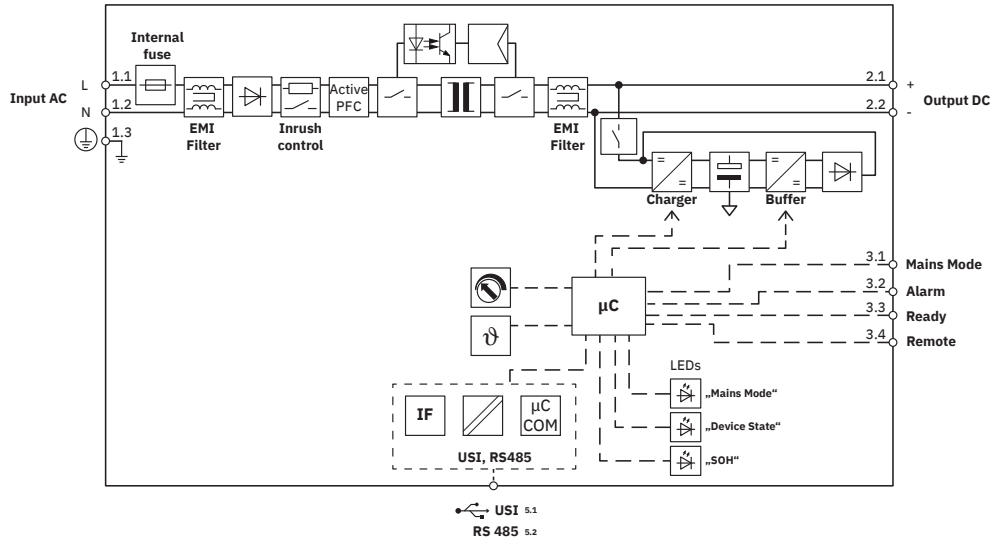 Internal
fuse
Input AC
L
1.1
N
1.2
1.3
EMI
Filter
Inrush
control
Active
PFC
EMI
Filter
2.1
+
2.2
-
Output DC
=
=
Charger
=
=
Buffer
µC
ϑ
3.1
Mains Mode
3.2
Alarm
3.3
Ready
3.4
Remote
LEDs
„Mains Mode“
„Device State“
„SOH“
IF
µC
COM
USI, RS485
USI 5.1
RS 485 5.2